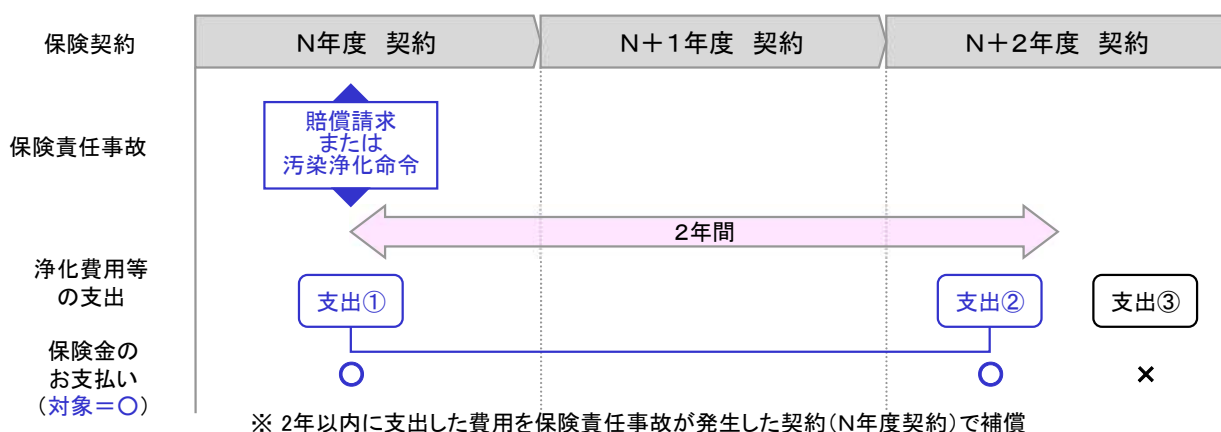 保険契約
N年度 契約
N+1年度 契約
N+2年度 契約
保険責任事故
賠償請求
または
汚染浄化命令
2年間
浄化費用等
の支出
支出①
支出②
支出③
保険金の
お支払い
(対象=○)
○
○
×
※ 2年以内に支出した費用を保険責任事故が発生した契約(N年度契約)で補償